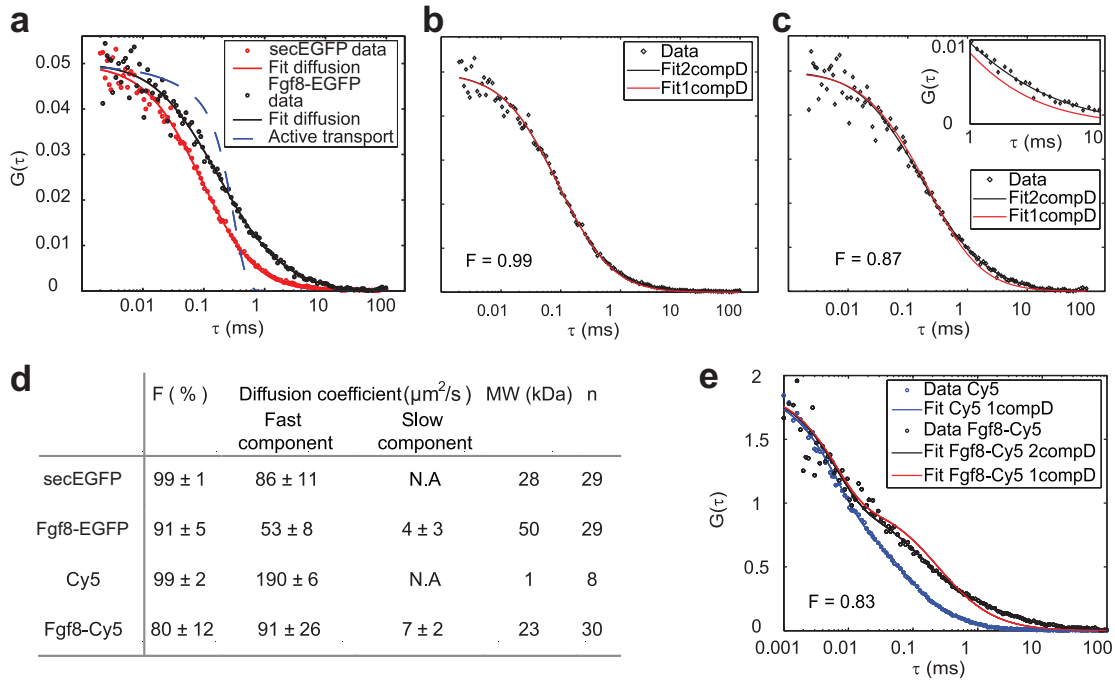 a
secEGFP data
Fit diffusion
Fgf8-EGFP
data
Fit diffusion
Active transport
G(τ)
0.05
0.04
0.03
0.02
0.01
0
0.01 0.1 1 10 100
τ (ms)
b
Data
Fit2compD
Fit1compD
F = 0.99
0.01 0.1 1 10 100
τ (ms)
c
0.01
G(τ)
0
1 10
τ (ms)
Data
Fit2compD
Fit1compD
F = 0.87
0.01 0.1 1 10 100
τ (ms)
d
F ( % ) Diffusion coefficient(μm²/s) MW (kDa) n
Fast Slow
component component
secEGFP 99 ± 1 86 ± 11 N.A 28 29
Fgf8-EGFP 91 ± 5 53 ± 8 4 ± 3 50 29
Cy5 99 ± 2 190 ± 6 N.A 1 8
Fgf8-Cy5 80 ± 12 91 ± 26 7 ± 2 23 30
e
Data Cy5
Fit Cy5 1compD
Data Fgf8-Cy5
Fit Fgf8-Cy5 2compD
Fit Fgf8-Cy5 1compD
G(τ)
2
1.5
1
0.5
0
F = 0.83
0.001 0.01 0.1 1 10 100
τ (ms)